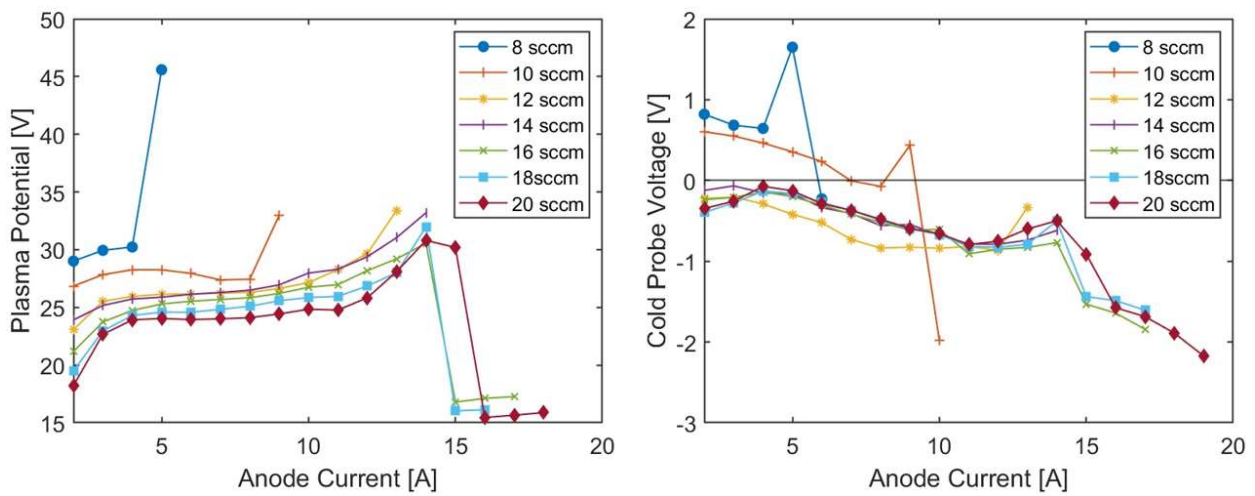 Plasma Potential [V]
50
45
40
35
30
25
20
15
5
10
15
20
Anode Current [A]
8 sccm
10 sccm
12 sccm
14 sccm
16 sccm
18sccm
20 sccm
Cold Probe Voltage [V]
2
1
0
-1
-2
-3
5
10
15
20
Anode Current [A]
8 sccm
10 sccm
12 sccm
14 sccm
16 sccm
18sccm
20 sccm